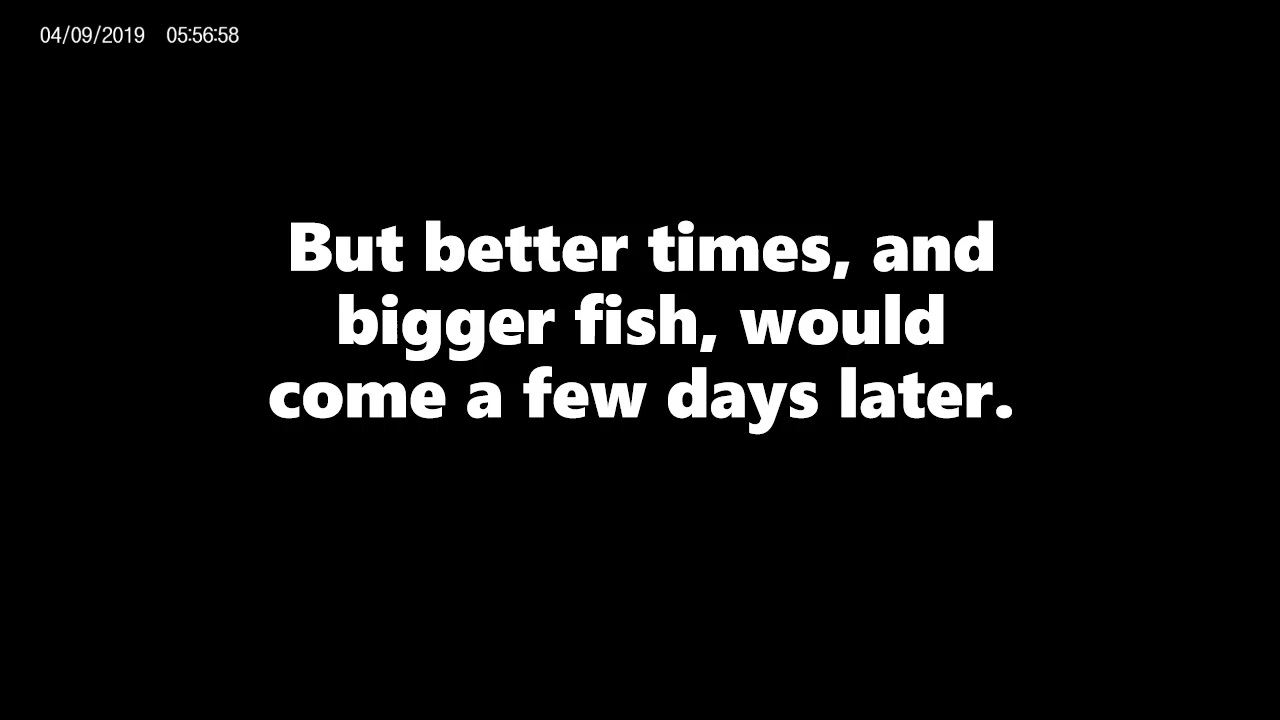 04/09/2019 05:56:58
But better times, and
bigger fish, would
come a few days later.